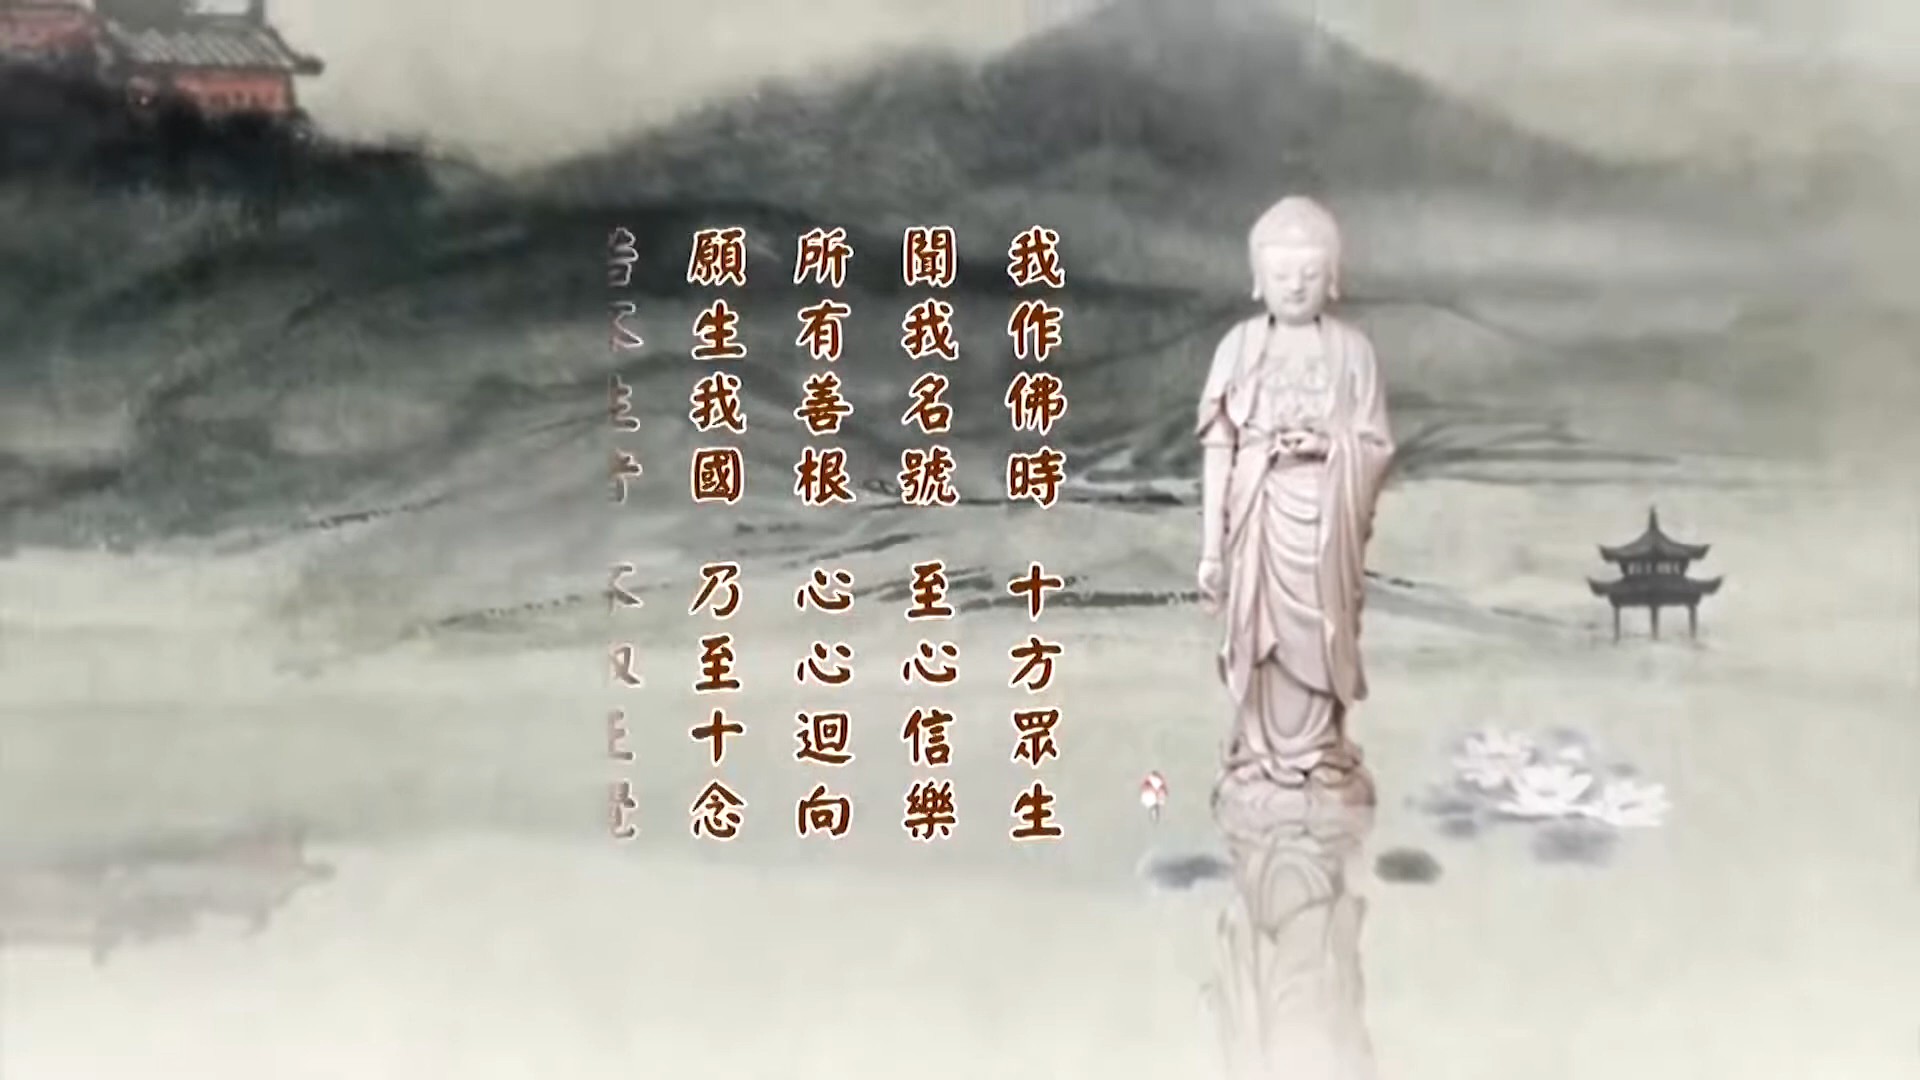 我作佛時 十方眾生
聞我名號 至心信樂
所有善根 心心迴向
願生我國 乃至十念